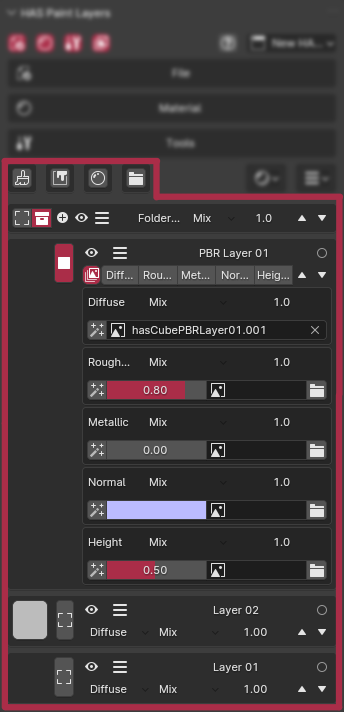 HAS Paint Layers
New HA...
File
Material
Tools
Folder... Mix 1.0
PBR Layer 01
Diff... Rou... Met... Nor... Heig...
Diffuse Mix 1.0
hasCubePBRLayer01.001
Rough... Mix 1.0
0.80
Metallic Mix 1.0
0.00
Normal Mix 1.0
Height Mix 1.0
0.50
Layer 02
Diffuse Mix 1.00
Layer 01
Diffuse Mix 1.00